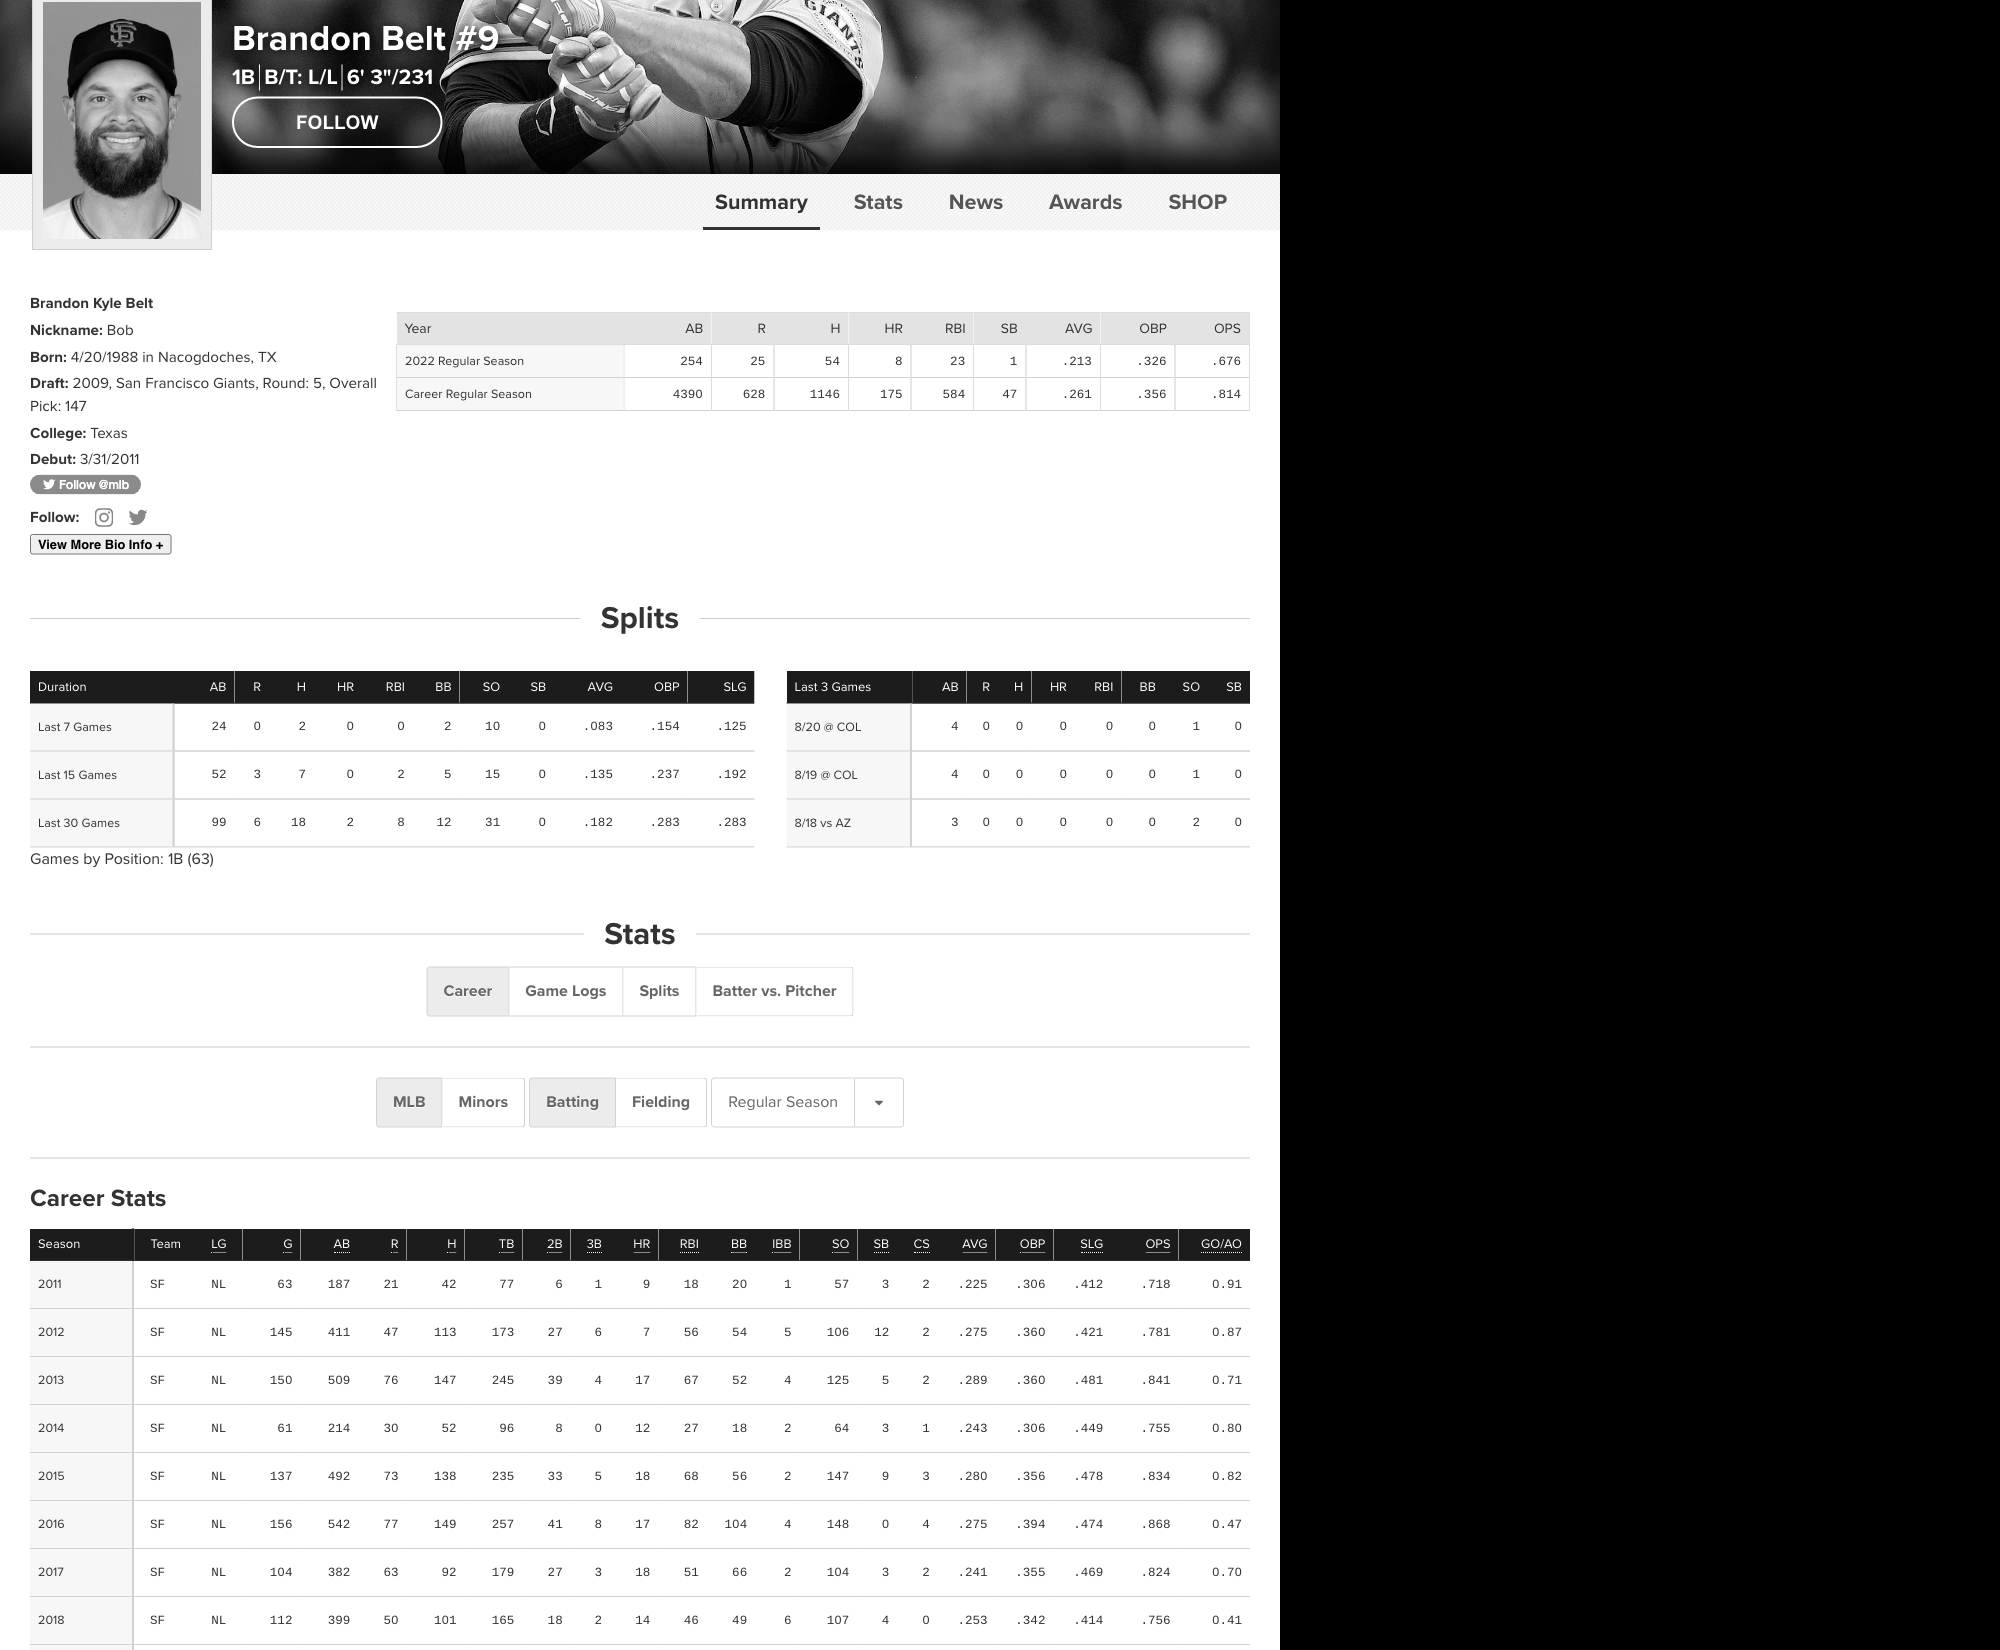 Brandon Belt #9
1B B/T: L/L 6' 3"/231
FOLLOW
GIANTS
SF
Summary Stats News Awards SHOP
Brandon Kyle Belt
Nickname: Bob
Born: 4/20/1988 in Nacogdoches, TX
Draft: 2009, San Francisco Giants, Round: 5, Overall
Pick: 147
College: Texas
Debut: 3/31/2011
Follow @mlb
Follow:
View More Bio Info +
Year AB R H HR RBI SB AVG OBP OPS
2022 Regular Season 254 25 54 8 23 1 .213 .326 .676
Career Regular Season 4390 628 1146 175 584 47 .261 .356 .814
Splits
Duration AB R H HR RBI BB SO SB AVG OBP SLG
Last 7 Games 24 0 2 0 0 2 10 0 .083 .154 .125
Last 15 Games 52 3 7 0 2 5 15 0 .135 .237 .192
Last 30 Games 99 6 18 2 8 12 31 0 .182 .283 .283
Last 3 Games AB R H HR RBI BB SO SB
8/20 @ COL 4 0 0 0 0 0 1 0
8/19 @ COL 4 0 0 0 0 0 1 0
8/18 vs AZ 3 0 0 0 0 0 2 0
Games by Position: 1B (63)
Stats
Career Game Logs Splits Batter vs. Pitcher
MLB Minors Batting Fielding Regular Season
Career Stats
Season Team LG G AB R H TB 2B 3B HR RBI BB IBB SO SB CS AVG OBP SLG OPS GO/AO
2011 SF NL 63 187 21 42 77 6 1 9 18 20 1 57 3 2 .225 .306 .412 .718 0.91
2012 SF NL 145 411 47 113 173 27 6 7 56 54 5 106 12 2 .275 .360 .421 .781 0.87
2013 SF NL 150 509 76 147 245 39 4 17 67 52 4 125 5 2 .289 .360 .481 .841 0.71
2014 SF NL 61 214 30 52 96 8 0 12 27 18 2 64 3 1 .243 .306 .449 .755 0.80
2015 SF NL 137 492 73 138 235 33 5 18 68 56 2 147 9 3 .280 .356 .478 .834 0.82
2016 SF NL 156 542 77 149 257 41 8 17 82 104 4 148 0 4 .275 .394 .474 .868 0.47
2017 SF NL 104 382 63 92 179 27 3 18 51 66 2 104 3 2 .241 .355 .469 .824 0.70
2018 SF NL 112 399 50 101 165 18 2 14 46 49 6 107 4 0 .253 .342 .414 .756 0.41